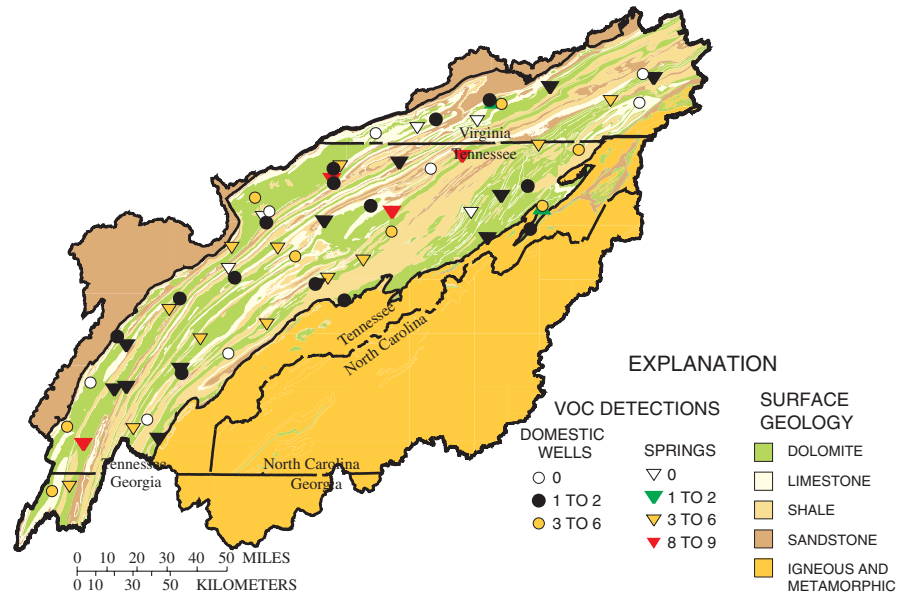 Virginia
Tennessee
Tennessee
North Carolina
Tennessee
Georgia
North Carolina
Georgia
EXPLANATION
VOC DETECTIONS
DOMESTIC
WELLS
0
1 TO 2
3 TO 6
SPRINGS
0
1 TO 2
3 TO 6
8 TO 9
SURFACE
GEOLOGY
DOLOMITE
LIMESTONE
SHALE
SANDSTONE
IGNEOUS AND
METAMORPHIC
0 10 20 30 40 50 MILES
0 10 30 50 KILOMETERS